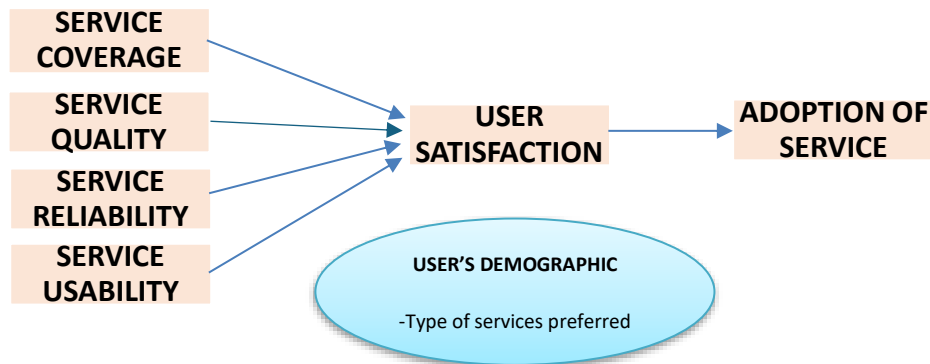 SERVICE
COVERAGE
SERVICE
QUALITY
SERVICE
RELIABILITY
SERVICE
USABILITY
USER
SATISFACTION
ADOPTION OF
SERVICE
USER’S DEMOGRAPHIC
-Type of services preferred